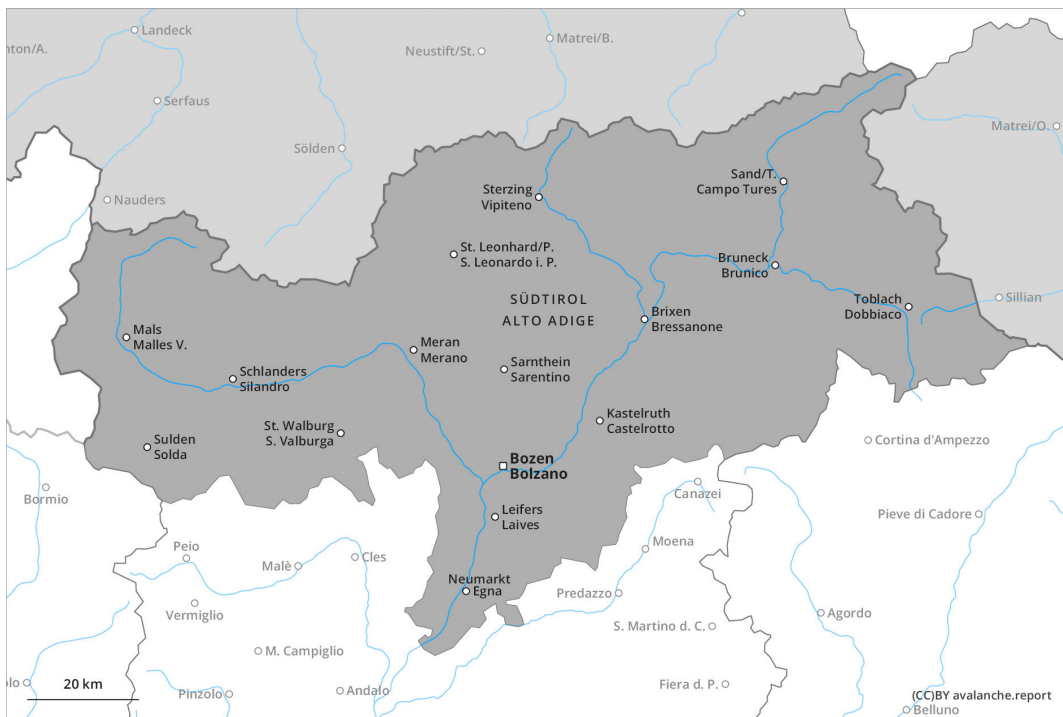 Landeck
nton/A.
Neustift/St.
Matrei/B.
Serfaus
Matrei/O.
Sölden
Nauders
Sterzing
Vipiteno
Sand/T.
Campo Tures
St. Leonhard/P.
S. Leonardo i. P.
Bruneck
Brunico
SÜDTIROL
ALTO ADIGE
Toblach
Dobbiaco
Sillian
Brixen
Bressanone
Mals
Malles V.
Meran
Merano
Sarnthein
Sarentino
Schlanders
Silandro
Kastelruth
Castelrotto
St. Walburg
S. Valburga
Sulden
Solda
Cortina d'Ampezzo
Bozen
Bolzano
Bormio
Canazei
Leifers
Laives
Pieve di Cadore
Moena
Peio
Malè
Cles
Neumarkt
Egna
Predazzo
Vermiglio
Agordo
S. Martino d. C.
M. Campiglio
olo
20 km
Pinzolo
Andalo
Fiera d. P.
(CC)BY avalanche.report
Belluno